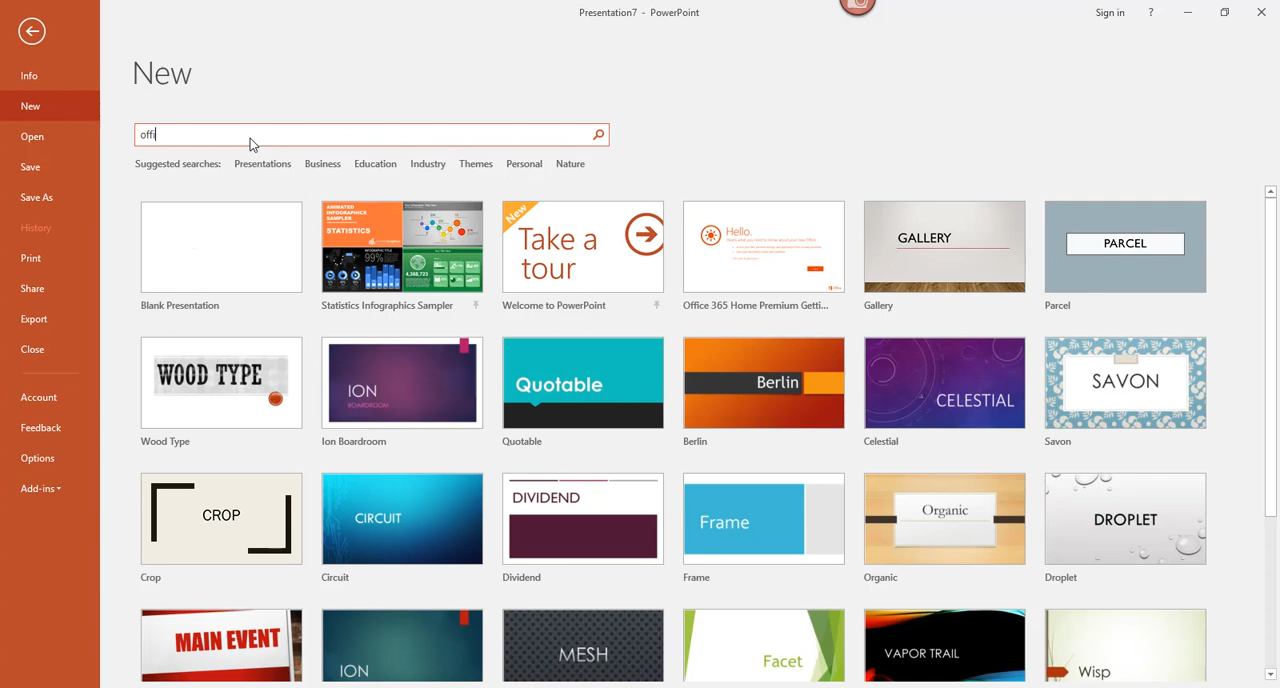 Presentation7 - PowerPoint
Sign in
?
Info
New
Open
Save
Save As
History
Print
Share
Export
Close
Account
Feedback
Options
Add-ins
New
offi
Suggested searches: Presentations Business Education Industry Themes Personal Nature
Blank Presentation
ANIMATED
INFOGRAPHICS
SAMPLER
STATISTICS
99%
4,368,723
Statistics Infographics Sampler
New
Take a
tour
Welcome to PowerPoint
Hello.
Office 365 Home Premium Getti...
GALLERY
Gallery
PARCEL
Parcel
WOOD TYPE
Wood Type
ION
BOARDROOM
Ion Boardroom
Quotable
Quotable
Berlin
Berlin
CELESTIAL
Celestial
SAVON
Savon
CROP
Crop
CIRCUIT
Circuit
DIVIDEND
Dividend
Frame
Frame
Organic
Organic
DROPLET
Droplet
MAIN EVENT
ION
MESH
Facet
VAPOR TRAIL
Wisp